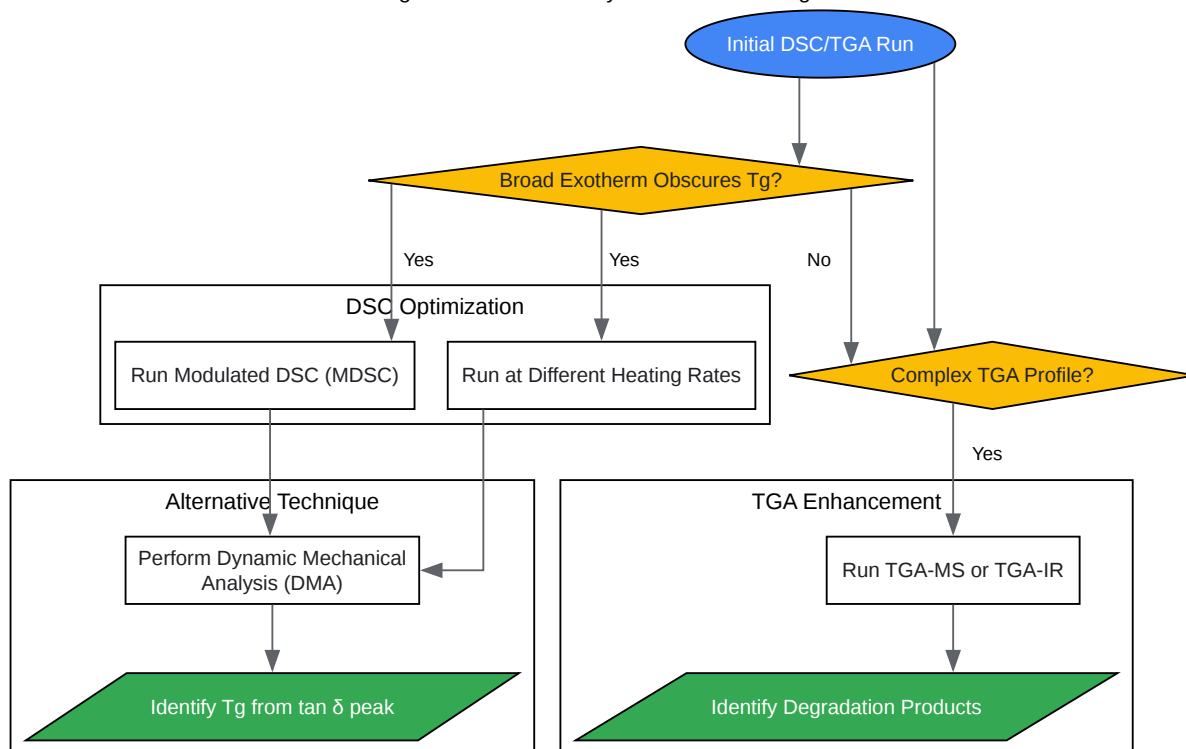 Initial DSC/TGA Run
Broad Exotherm Obscures Tg?
Yes
Yes
No
DSC Optimization
Run Modulated DSC (MDSC)
Run at Different Heating Rates
Complex TGA Profile?
Yes
Alternative Technique
TGA Enhancement
Perform Dynamic Mechanical
Analysis (DMA)
Run TGA-MS or TGA-IR
Identify Tg from tan δ peak
Identify Degradation Products